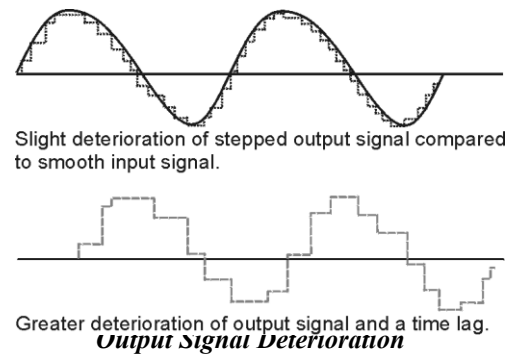 Slight deterioration of stepped output signal compared
to smooth input signal.
Greater deterioration of output signal and a time lag.
Output Signal Deterioration